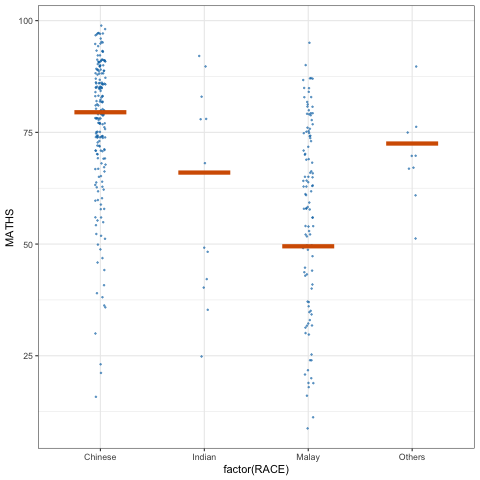 100
75
50
25
MATHS
Chinese
Indian
Malay
Others
factor(RACE)